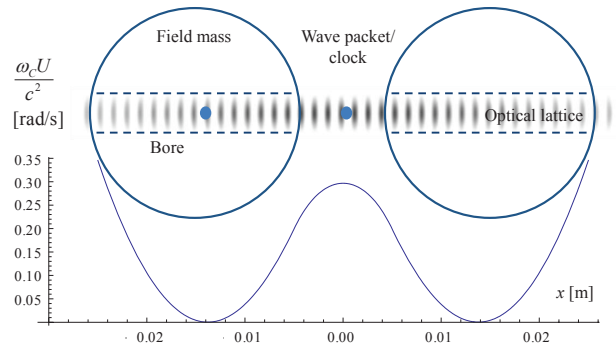 Field mass
Wave packet/
clock
ω_C U
c²
[rad/s]
Optical lattice
Bore
0.35
0.30
0.25
0.20
0.15
0.10
0.05
x [m]
0.02
0.01
0.00
0.01
0.02